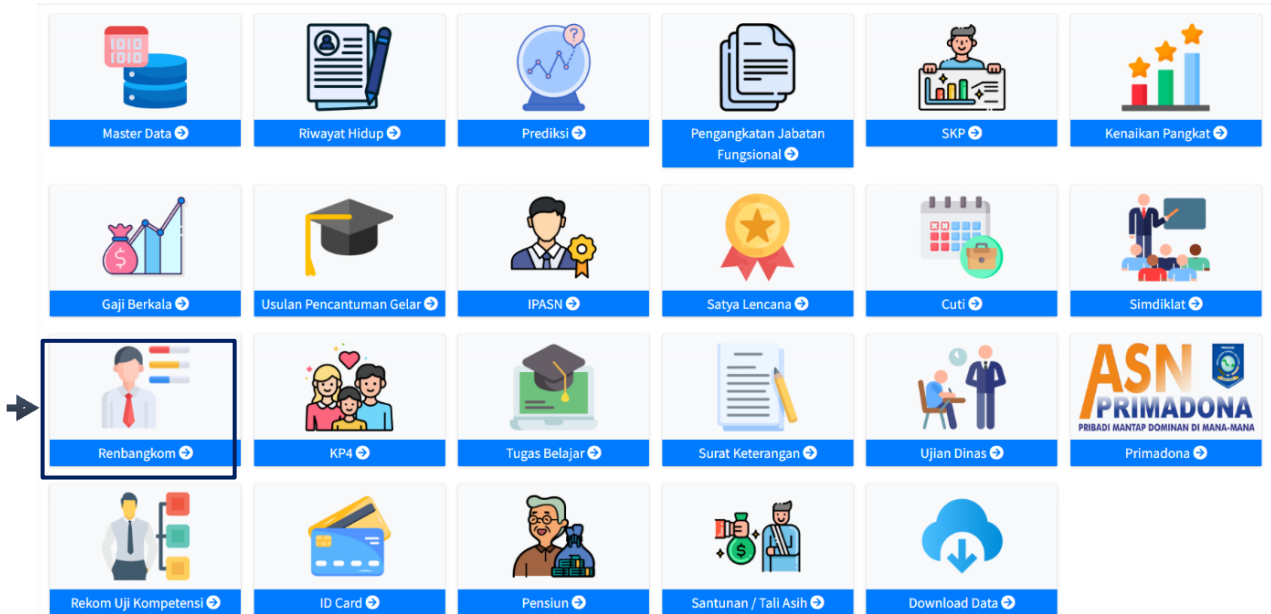 1010
1010
Master Data
Riwayat Hidup
?
Prediksi
Pengangkatan Jabatan
Fungsional
SKP
Kenaikan Pangkat
$
Gaji Berkala
Usulan Pencantuman Gelar
IPASN
Satya Lencana
Cuti
Simdiklat
Renbangkom
KP4
Tugas Belajar
Surat Keterangan
Ujian Dinas
ASN
PRIMADONA
PRIBADI MANTAP DOMINAN DI MANA-MANA
Primadona
Rekom Uji Kompetensi
ID Card
Pensiun
$
Santunan / Tali Asih
Download Data